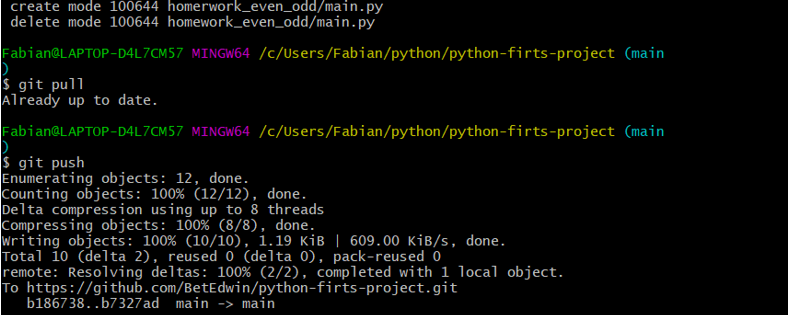 create mode 100644 homerwork_even_odd/main.py
delete mode 100644 homework_even_odd/main.py
Fabian@LAPTOP-D4L7CM57 MINGW64 /c/Users/Fabian/python/python-firts-project (main
)
$ git pull
Already up to date.
Fabian@LAPTOP-D4L7CM57 MINGW64 /c/Users/Fabian/python/python-firts-project (main
)
$ git push
Enumerating objects: 12, done.
Counting objects: 100% (12/12), done.
Delta compression using up to 8 threads
Compressing objects: 100% (8/8), done.
Writing objects: 100% (10/10), 1.19 KiB | 609.00 KiB/s, done.
Total 10 (delta 2), reused 0 (delta 0), pack-reused 0
remote: Resolving deltas: 100% (2/2), completed with 1 local object.
To https://github.com/BetEdwin/python-firts-project.git
b186738..b7327ad  main -> main